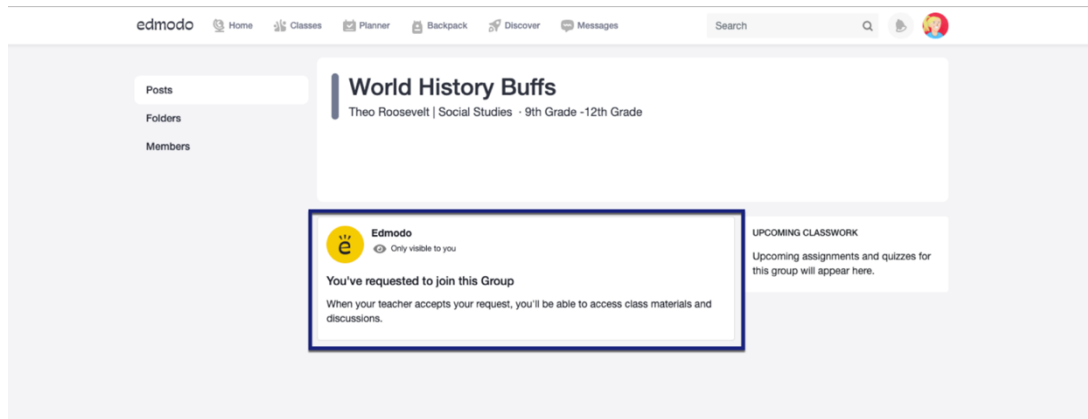 edmodo Home Classes Planner Backpack Discover Messages Search
Posts
Folders
Members
World History Buffs
Theo Roosevelt | Social Studies · 9th Grade -12th Grade
Edmodo
Only visible to you
You've requested to join this Group
When your teacher accepts your request, you'll be able to access class materials and
discussions.
UPCOMING CLASSWORK
Upcoming assignments and quizzes for
this group will appear here.